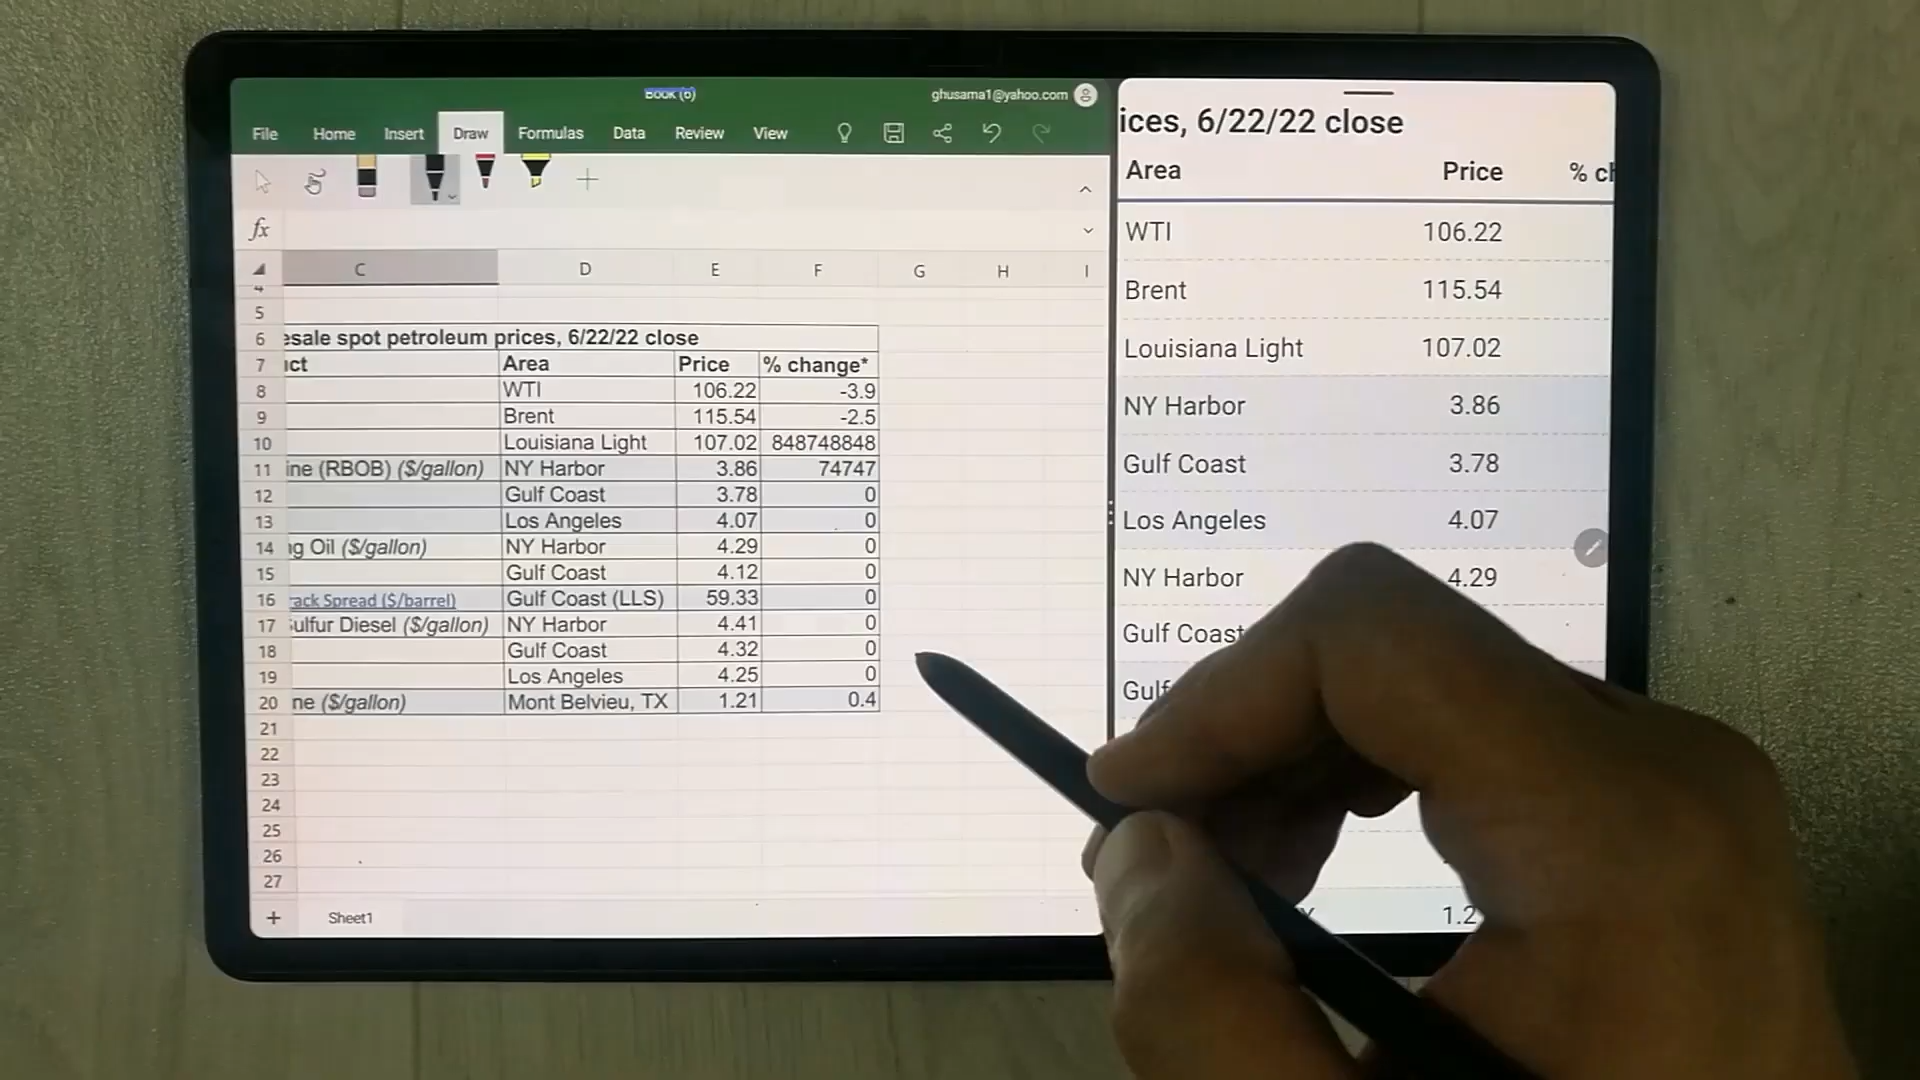 Book (6)
ghusama1@yahoo.com
File Home Insert Draw Formulas Data Review View
fx
C D E F G H I
4
5
6 esale spot petroleum prices, 6/22/22 close
7 uct Area Price % change*
8 WTI 106.22 -3.9
9 Brent 115.54 -2.5
10 Louisiana Light 107.02 848748848
11 ine (RBOB) ($/gallon) NY Harbor 3.86 74747
12 Gulf Coast 3.78 0
13 Los Angeles 4.07 0
14 ng Oil ($/gallon) NY Harbor 4.29 0
15 Gulf Coast 4.12 0
16 rack Spread ($/barrel) Gulf Coast (LLS) 59.33 0
17 Sulfur Diesel ($/gallon) NY Harbor 4.41 0
18 Gulf Coast 4.32 0
19 Los Angeles 4.25 0
20 ne ($/gallon) Mont Belvieu, TX 1.21 0.4
21
22
23
24
25
26
27
+ Sheet1
ices, 6/22/22 close
Area Price % ch
WTI 106.22
Brent 115.54
Louisiana Light 107.02
NY Harbor 3.86
Gulf Coast 3.78
Los Angeles 4.07
NY Harbor 4.29
Gulf Coast
Gulf
1.2